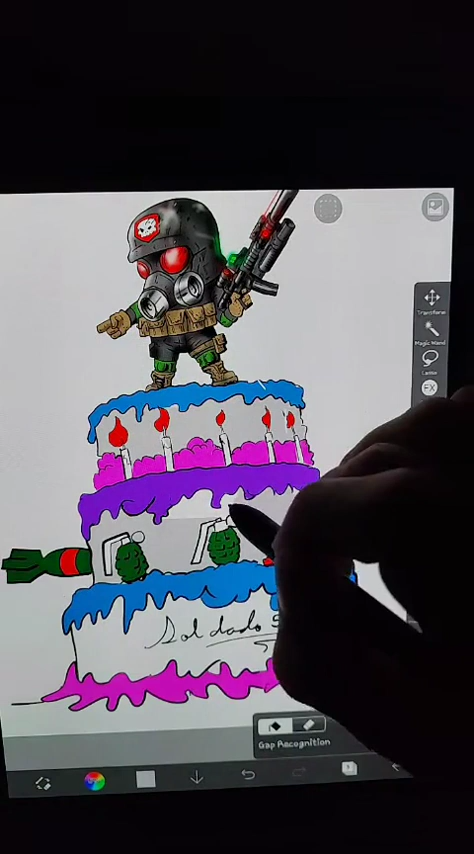 Transform
Magic Wand
Lasso
FX
Soldado S
Gap Recognition